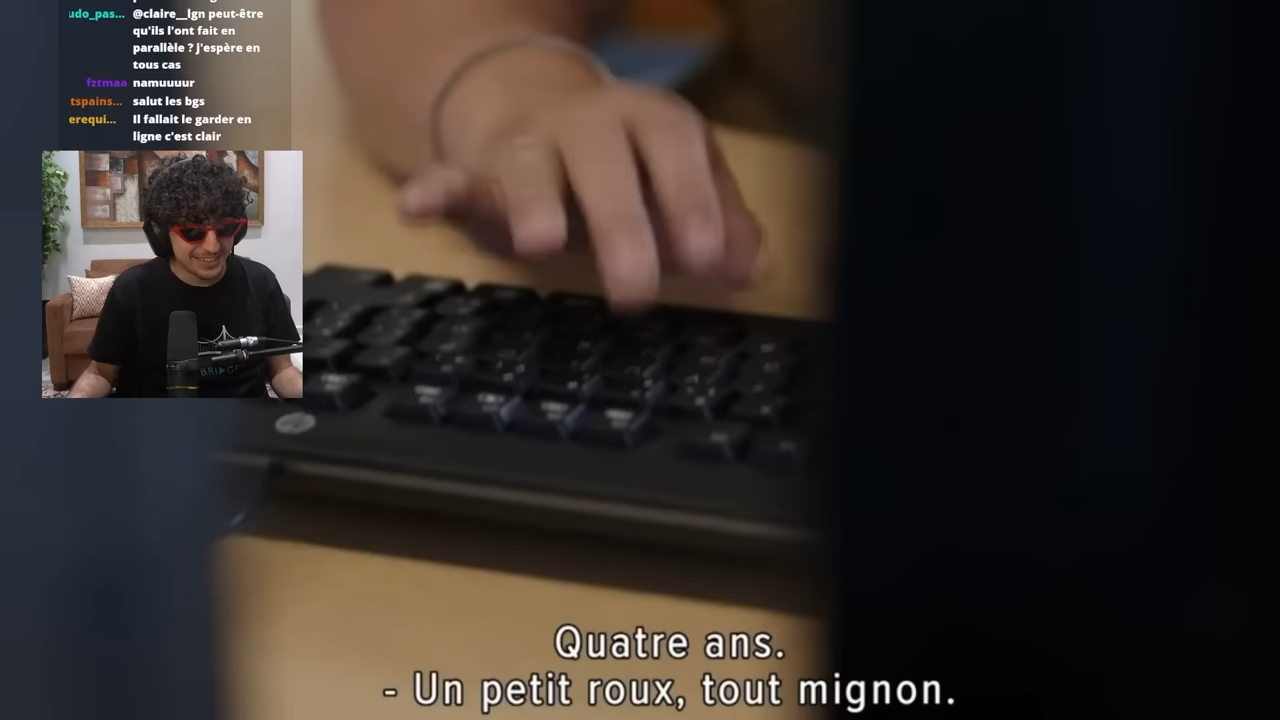 @claire__lgn peut-être
qu'ils l'ont fait en
parallèle ? j'espère en
tous cas
fztmaa namuuuur
tspains... salut les bgs
erequi... Il fallait le garder en
ligne c'est clair
Quatre ans.
- Un petit roux, tout mignon.